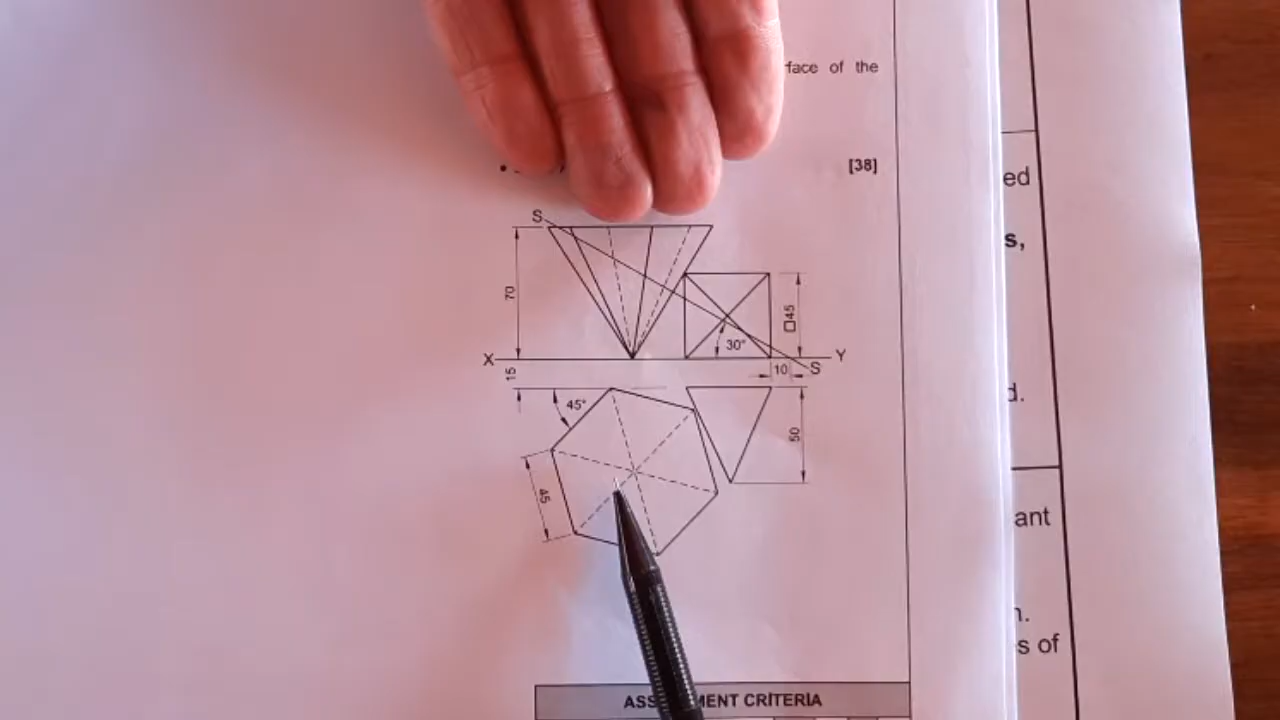 face of the
[38]
ed
s,
S
70
□45
30°
X
Y
15
10
S
45°
d.
50
45
ant
n.
s of
MENT CRITERIA